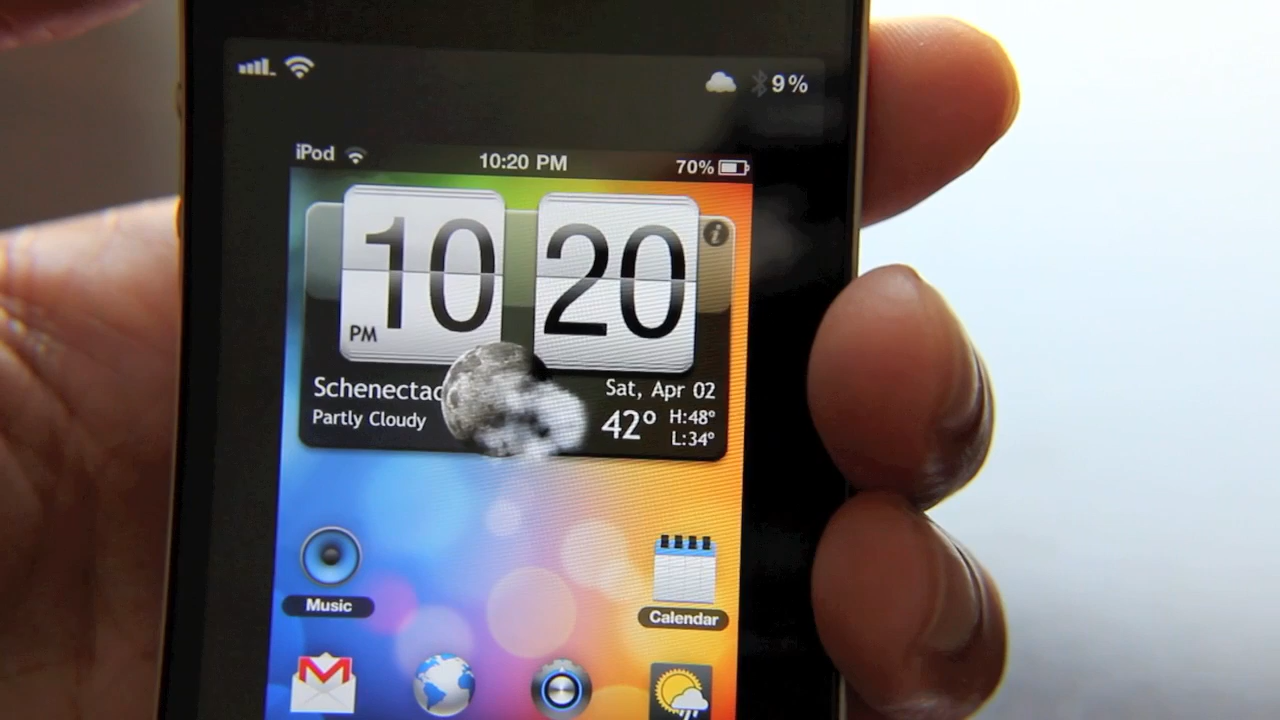 9%
iPod 10:20 PM 70%
10 20
PM
Schenectac Sat, Apr 02
Partly Cloudy 42° H:48°
L:34°
Music
Calendar